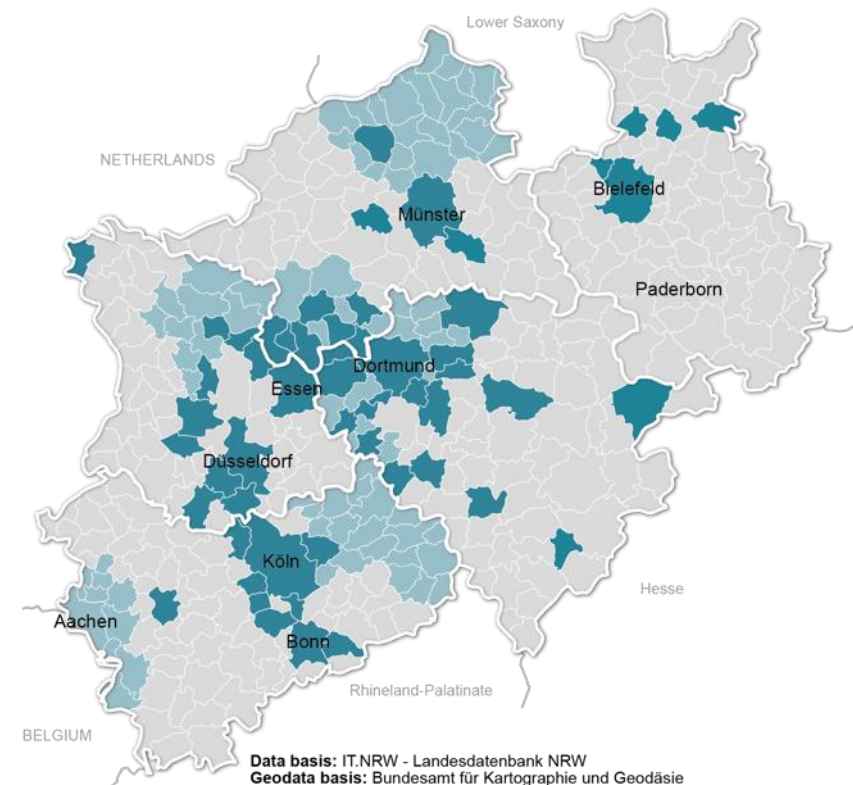 Lower Saxony
NETHERLANDS
Bielefeld
Münster
Paderborn
Dortmund
Essen
Düsseldorf
Köln
Hesse
Aachen
Bonn
Rhineland-Palatinate
BELGIUM
Data basis: IT.NRW - Landesdatenbank NRW
Geodata basis: Bundesamt für Kartographie und Geodäsie